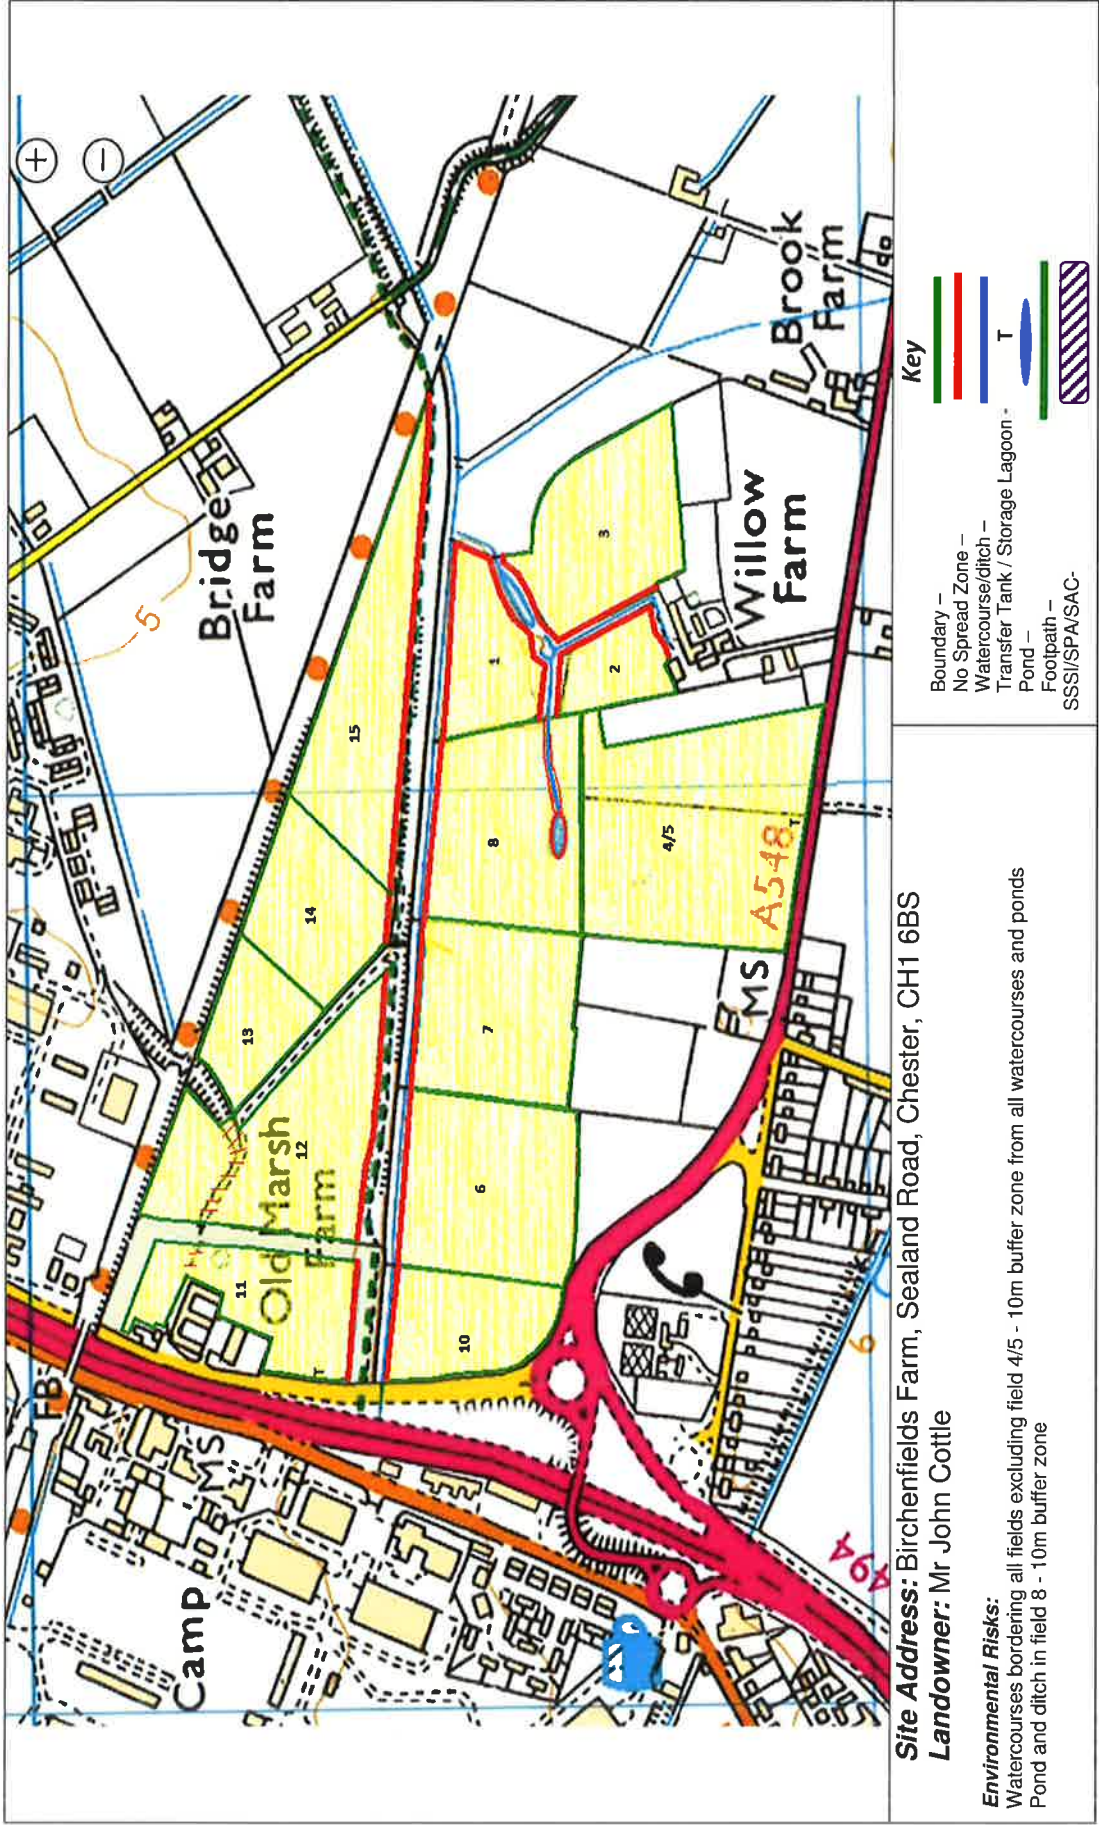 Camp
MS
FB
494
Old Marsh
Farm
Bridge
Farm
5
Willow
Farm
Brook
Farm
MS
A548
6
10
11
12
13
14
15
6
7
8
4/5
1
2
3
T
T
+
−
Site Address: Birchenfields Farm, Sealand Road, Chester, CH1 6BS
Landowner: Mr John Cottle
Environmental Risks:
Watercourses bordering all fields excluding field 4/5 - 10m buffer zone from all watercourses and ponds
Pond and ditch in field 8 - 10m buffer zone
Key
Boundary –
No Spread Zone –
Watercourse/ditch –
Transfer Tank / Storage Lagoon - T
Pond –
Footpath –
SSSI/SPA/SAC-